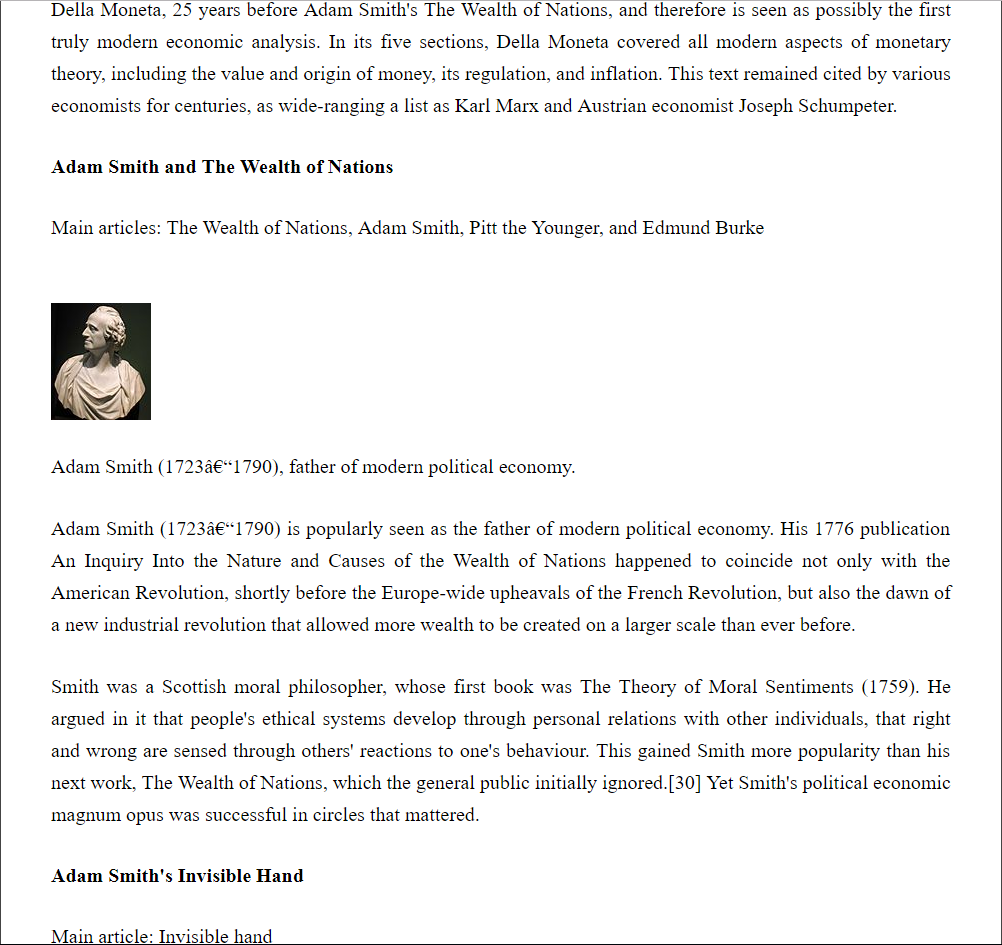 Della Moneta, 25 years before Adam Smith's The Wealth of Nations, and therefore is seen as possibly the first
truly modern economic analysis. In its five sections, Della Moneta covered all modern aspects of monetary
theory, including the value and origin of money, its regulation, and inflation. This text remained cited by various
economists for centuries, as wide-ranging a list as Karl Marx and Austrian economist Joseph Schumpeter.
Adam Smith and The Wealth of Nations
Main articles: The Wealth of Nations, Adam Smith, Pitt the Younger, and Edmund Burke
Adam Smith (1723â€“1790), father of modern political economy.
Adam Smith (1723â€“1790) is popularly seen as the father of modern political economy. His 1776 publication
An Inquiry Into the Nature and Causes of the Wealth of Nations happened to coincide not only with the
American Revolution, shortly before the Europe-wide upheavals of the French Revolution, but also the dawn of
a new industrial revolution that allowed more wealth to be created on a larger scale than ever before.
Smith was a Scottish moral philosopher, whose first book was The Theory of Moral Sentiments (1759). He
argued in it that people's ethical systems develop through personal relations with other individuals, that right
and wrong are sensed through others' reactions to one's behaviour. This gained Smith more popularity than his
next work, The Wealth of Nations, which the general public initially ignored.[30] Yet Smith's political economic
magnum opus was successful in circles that mattered.
Adam Smith's Invisible Hand
Main article: Invisible hand